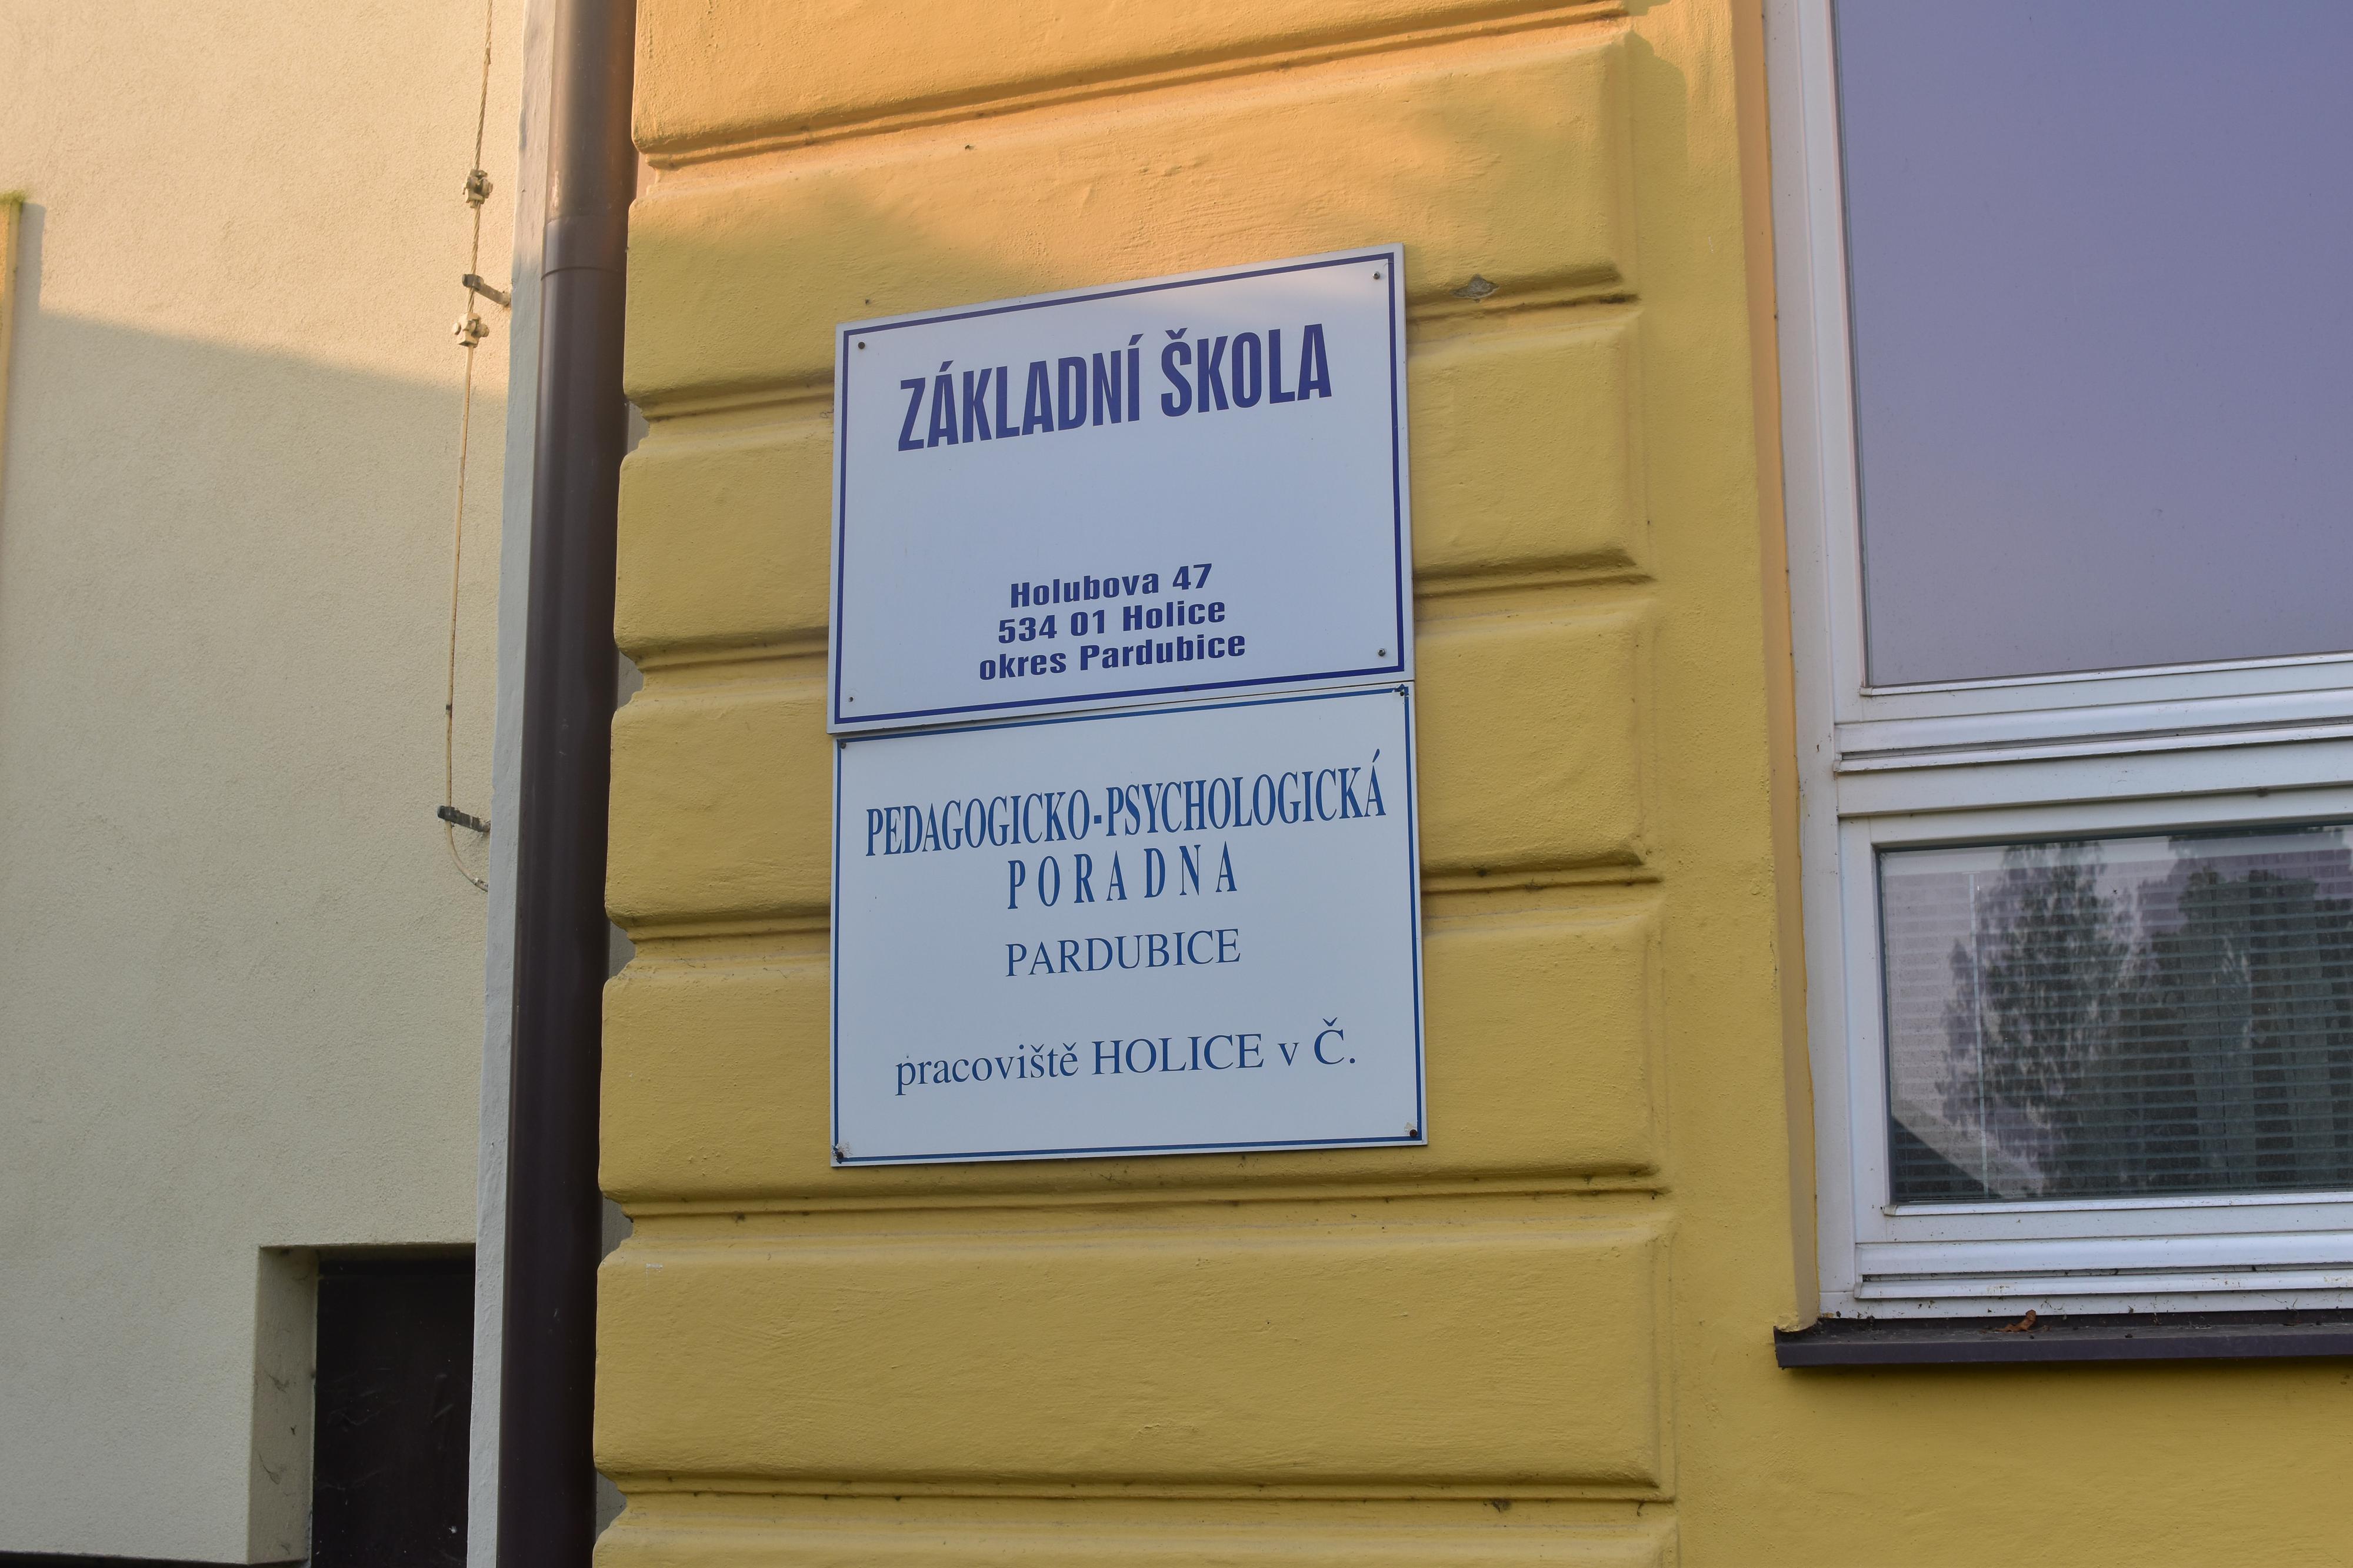 ZÁKLADNÍ ŠKOLA
Holubova 47
534 01 Holice
okres Pardubice
PEDAGOGICKO-PSYCHOLOGICKÁ
PORADNA
PARDUBICE
pracoviště HOLICE v Č.